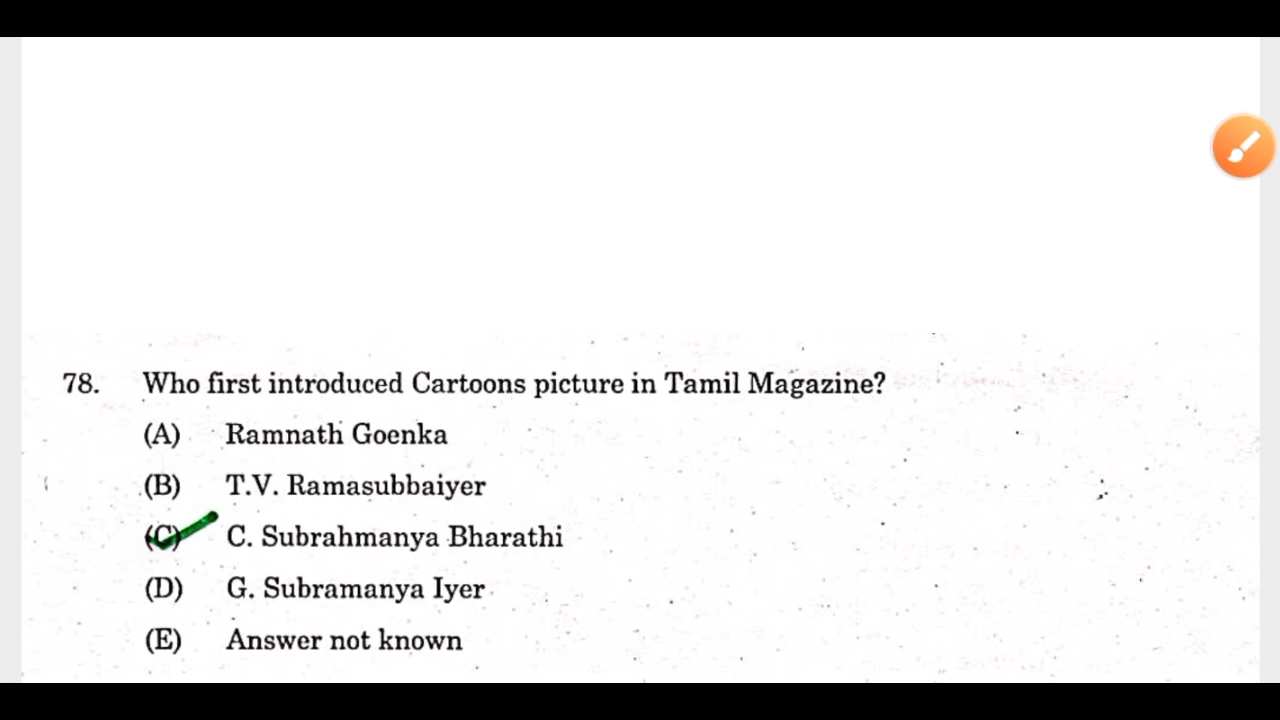 78. Who first introduced Cartoons picture in Tamil Magazine?
(A) Ramnath Goenka
(B) T.V. Ramasubbaiyer
(C) C. Subrahmanya Bharathi
(D) G. Subramanya Iyer
(E) Answer not known